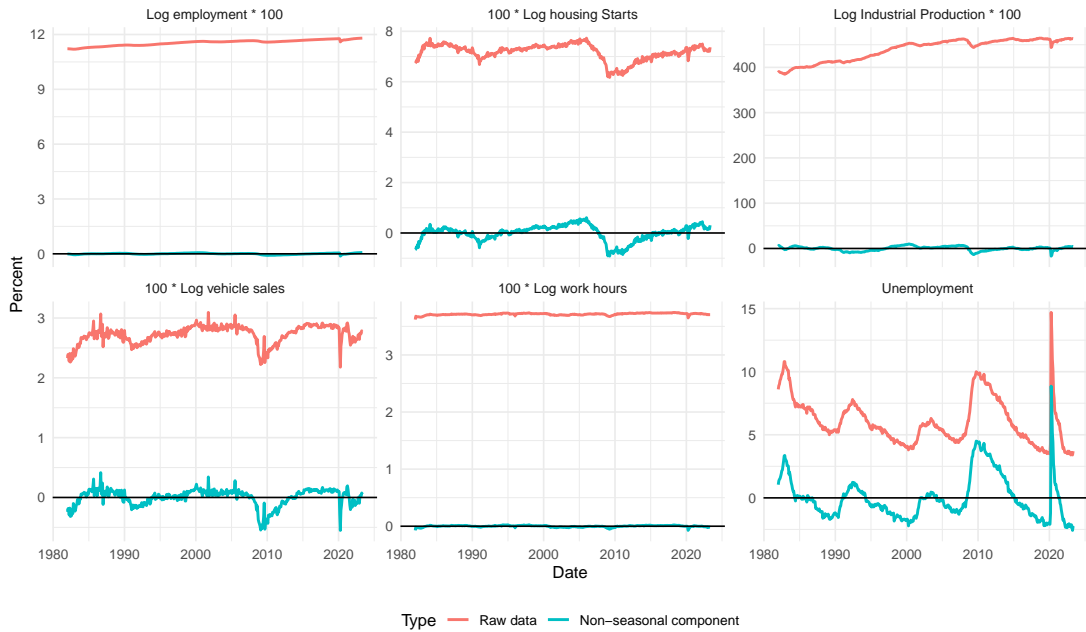 Log employment * 100
100 * Log housing Starts
Log Industrial Production * 100
12
9
6
3
0
8
6
4
2
0
400
300
200
100
0
Percent
100 * Log vehicle sales
100 * Log work hours
Unemployment
3
2
1
0
3
2
1
0
15
10
5
0
1980 1990 2000 2010 2020
1980 1990 2000 2010 2020
1980 1990 2000 2010 2020
Date
Type Raw data Non−seasonal component